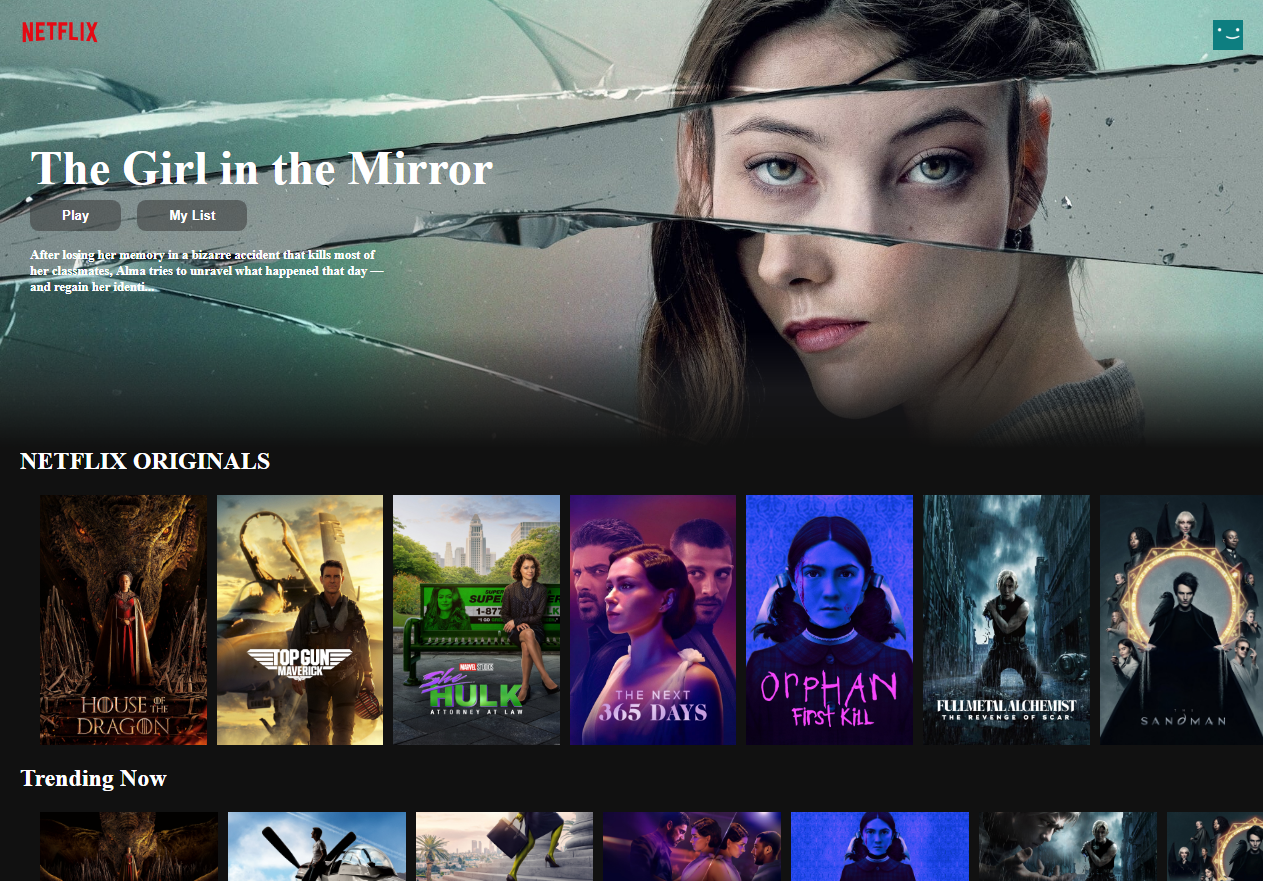 NETFLIX
The Girl in the Mirror
Play
My List
After losing her memory in a bizarre accident that kills most of
her classmates, Alma tries to unravel what happened that day —
and regain her identi...
NETFLIX ORIGINALS
HOUSE OF THE
DRAGON
TOP GUN
MAVERICK
SUPER
1-877
MARVEL STUDIOS
She
HULK
ATTORNEY AT LAW
THE NEXT
365 DAYS
ORPHAN
First Kill
FULLMETAL ALCHEMIST
THE REVENGE OF SCAR
THE
SANDMAN
Trending Now